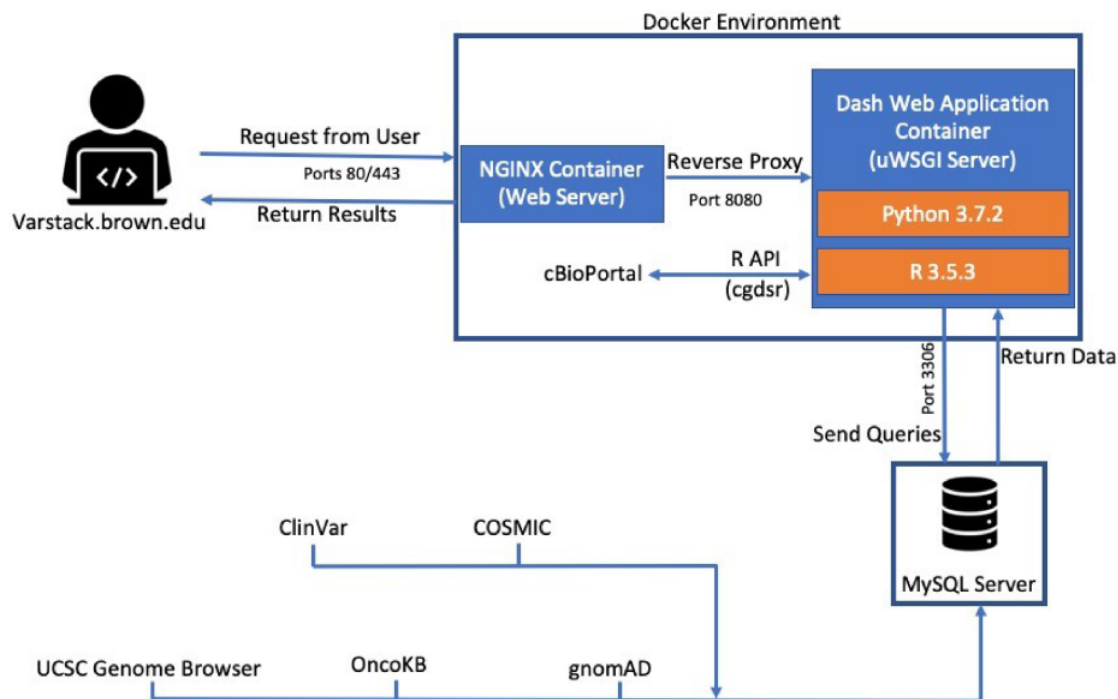 Docker Environment
Request from User
Ports 80/443
Return Results
Varstack.brown.edu
NGINX Container
(Web Server)
Reverse Proxy
Port 8080
Dash Web Application
Container
(uWSGI Server)
Python 3.7.2
R 3.5.3
cBioPortal
R API
(cgdsr)
Port 3306
Return Data
Send Queries
MySQL Server
ClinVar
COSMIC
UCSC Genome Browser
OncoKB
gnomAD